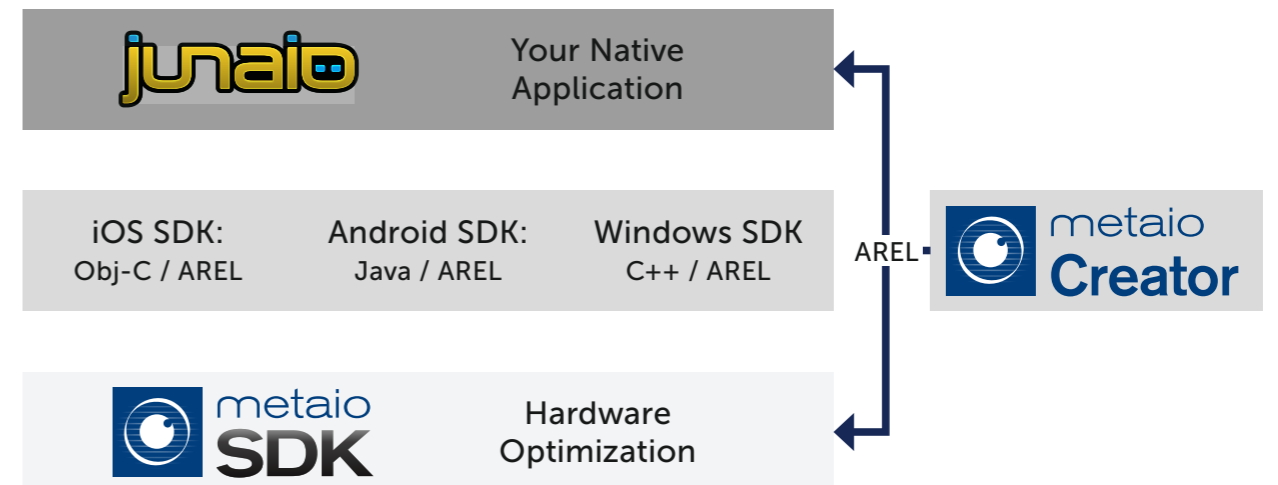 junaio
Your Native
Application
iOS SDK:
Obj-C / AREL
Android SDK:
Java / AREL
Windows SDK
C++ / AREL
AREL
metaio
Creator
metaio
SDK
Hardware
Optimization